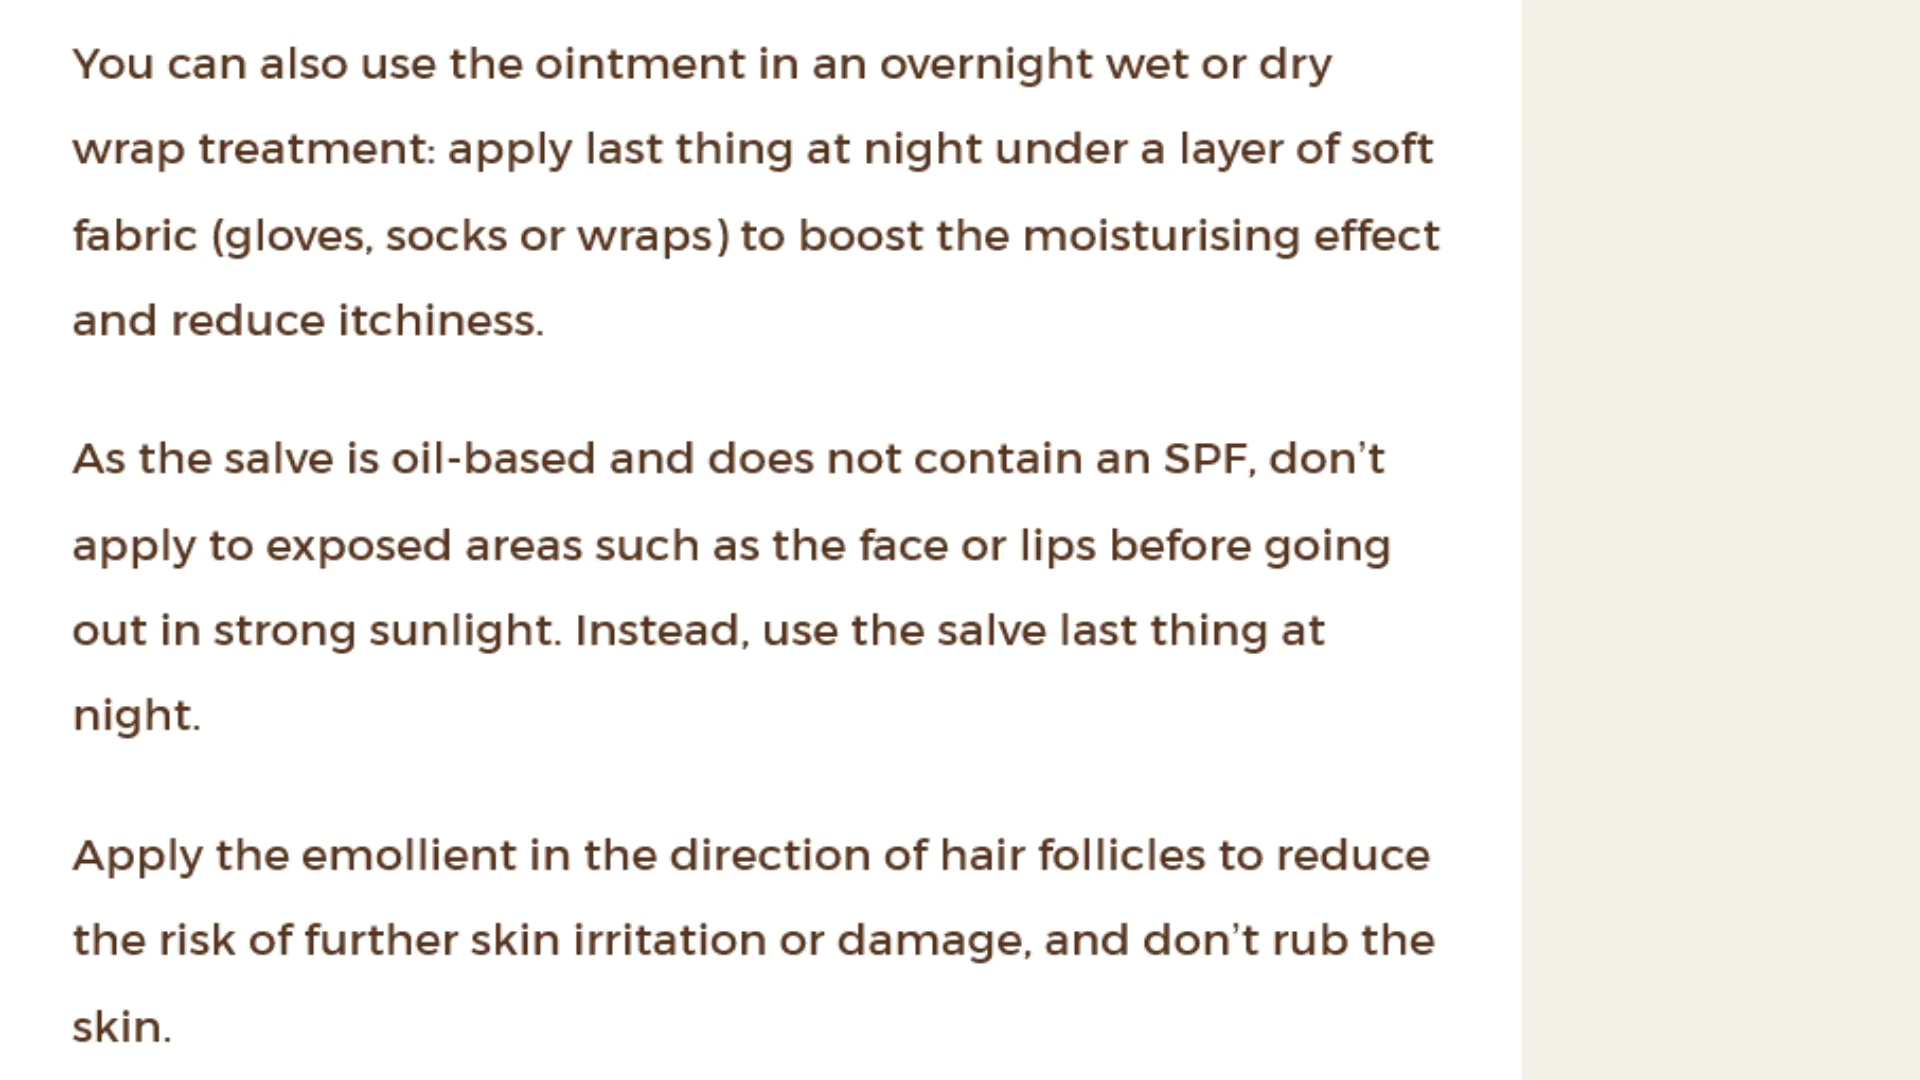 You can also use the ointment in an overnight wet or dry
wrap treatment: apply last thing at night under a layer of soft
fabric (gloves, socks or wraps) to boost the moisturising effect
and reduce itchiness.
As the salve is oil-based and does not contain an SPF, don’t
apply to exposed areas such as the face or lips before going
out in strong sunlight. Instead, use the salve last thing at
night.
Apply the emollient in the direction of hair follicles to reduce
the risk of further skin irritation or damage, and don’t rub the
skin.